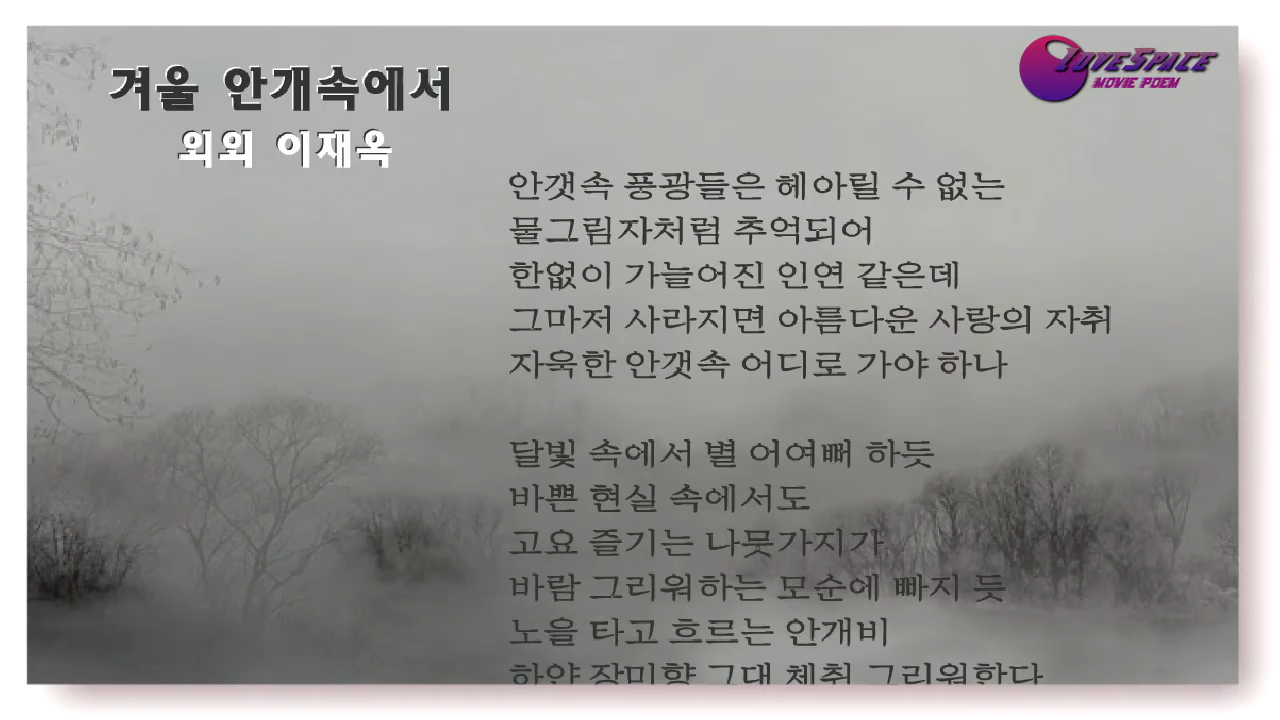 겨울 안개속에서
외외 이재옥
LOVESPACE
MOVIE POEM
안갯속 풍광들은 헤아릴 수 없는
물그림자처럼 추억되어
한없이 가늘어진 인연 같은데
그마저 사라지면 아름다운 사랑의 자취
자욱한 안갯속 어디로 가야 하나
달빛 속에서 별 어여뻐 하듯
바쁜 현실 속에서도
고요 즐기는 나뭇가지가
바람 그리워하는 모순에 빠지 듯
노을 타고 흐르는 안개비
하얀 장미향 그대 체취 그리워한다